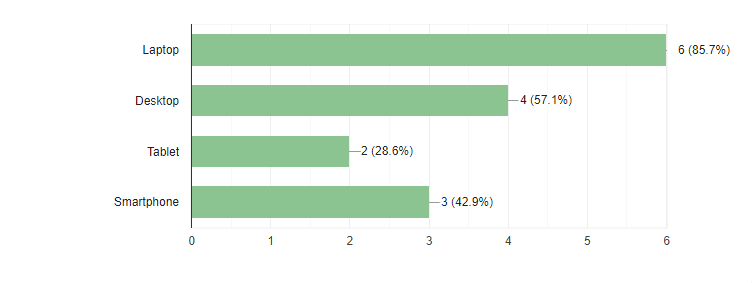 Laptop 6 (85.7%)
Desktop 4 (57.1%)
Tablet 2 (28.6%)
Smartphone 3 (42.9%)
0 1 2 3 4 5 6